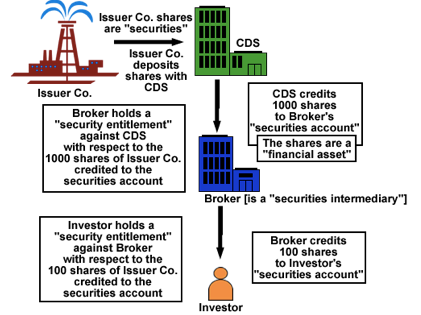 Issuer Co. shares
are "securities"
Issuer Co.
deposits
shares with
CDS
CDS
Issuer Co.
Broker holds a
"security entitlement"
against CDS
with respect to the
1000 shares of Issuer Co.
credited to the
securities account
CDS credits
1000 shares
to Broker's
"securities account"
The shares are a
"financial asset"
Broker [is a "securities intermediary"]
Investor holds a
"security entitlement"
against Broker
with respect to the
100 shares of Issuer Co.
credited to the
securities account
Broker credits
100 shares
to Investor's
"securities account"
Investor